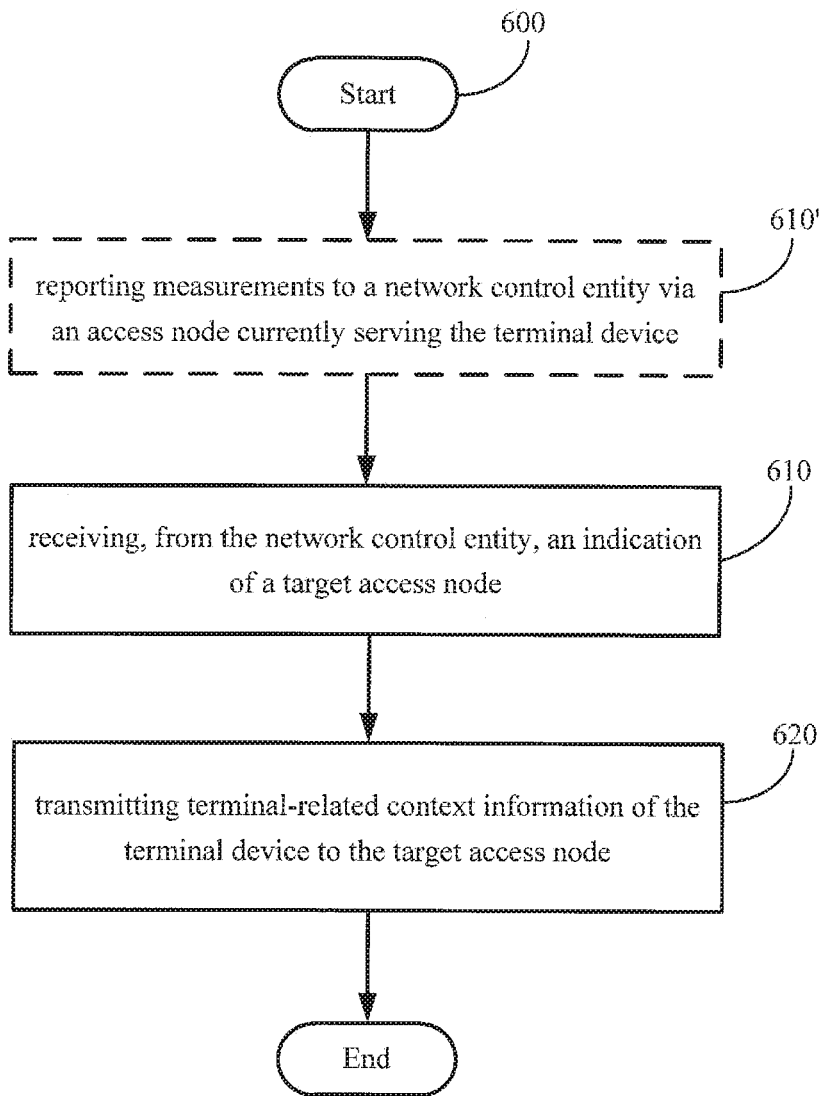 600
Start
610'
reporting measurements to a network control entity via
an access node currently serving the terminal device
610
receiving, from the network control entity, an indication
of a target access node
620
transmitting terminal-related context information of the
terminal device to the target access node
End